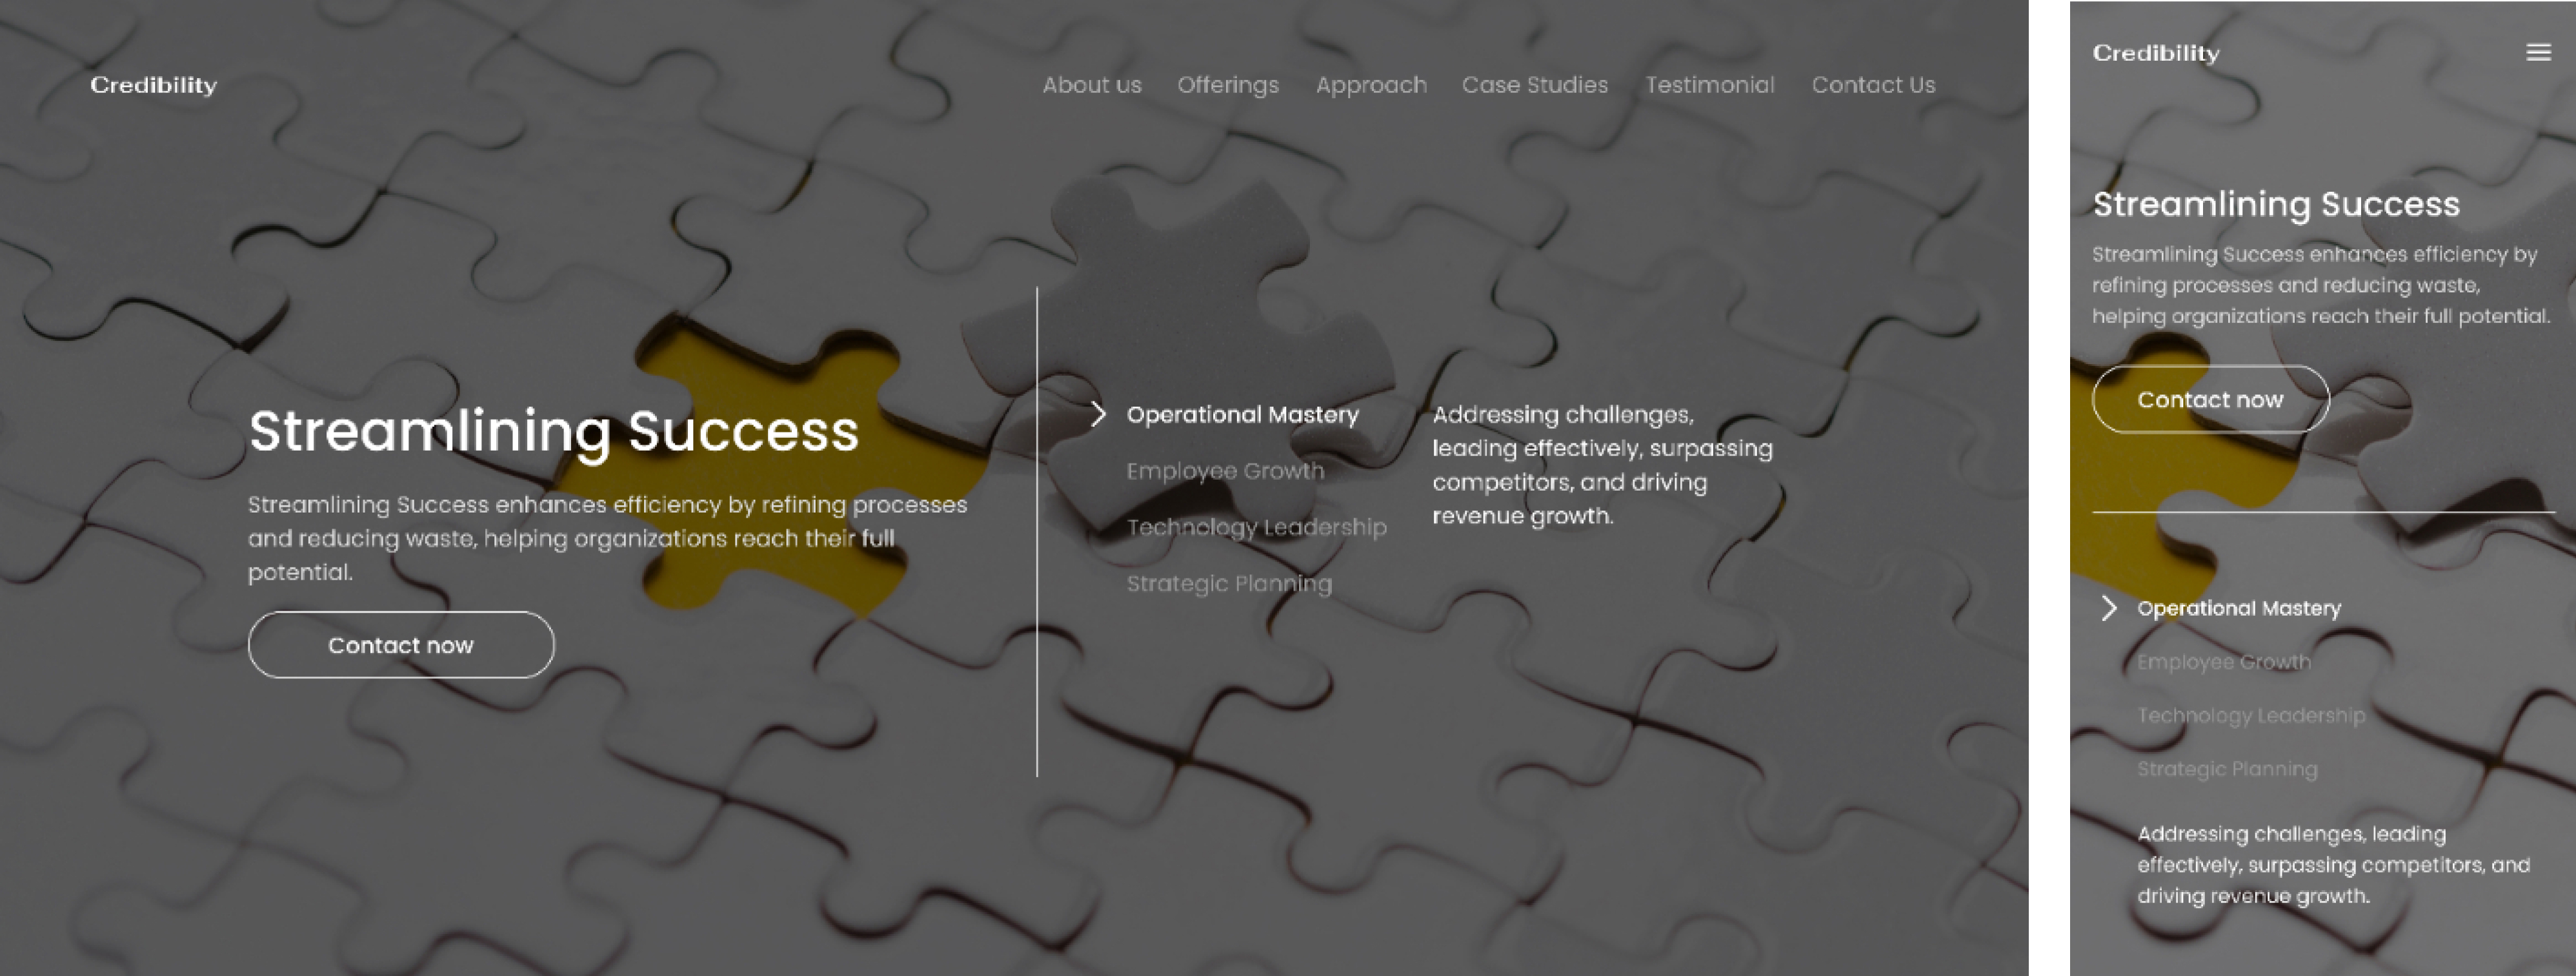 Credibility
About us Offerings Approach Case Studies Testimonial Contact Us
Streamlining Success
Streamlining Success enhances efficiency by refining processes
and reducing waste, helping organizations reach their full
potential.
Contact now
Operational Mastery
Employee Growth
Technology Leadership
Strategic Planning
Addressing challenges,
leading effectively, surpassing
competitors, and driving
revenue growth.
Credibility
Streamlining Success
Streamlining Success enhances efficiency by
refining processes and reducing waste,
helping organizations reach their full potential.
Contact now
Operational Mastery
Employee Growth
Technology Leadership
Strategic Planning
Addressing challenges, leading
effectively, surpassing competitors, and
driving revenue growth.